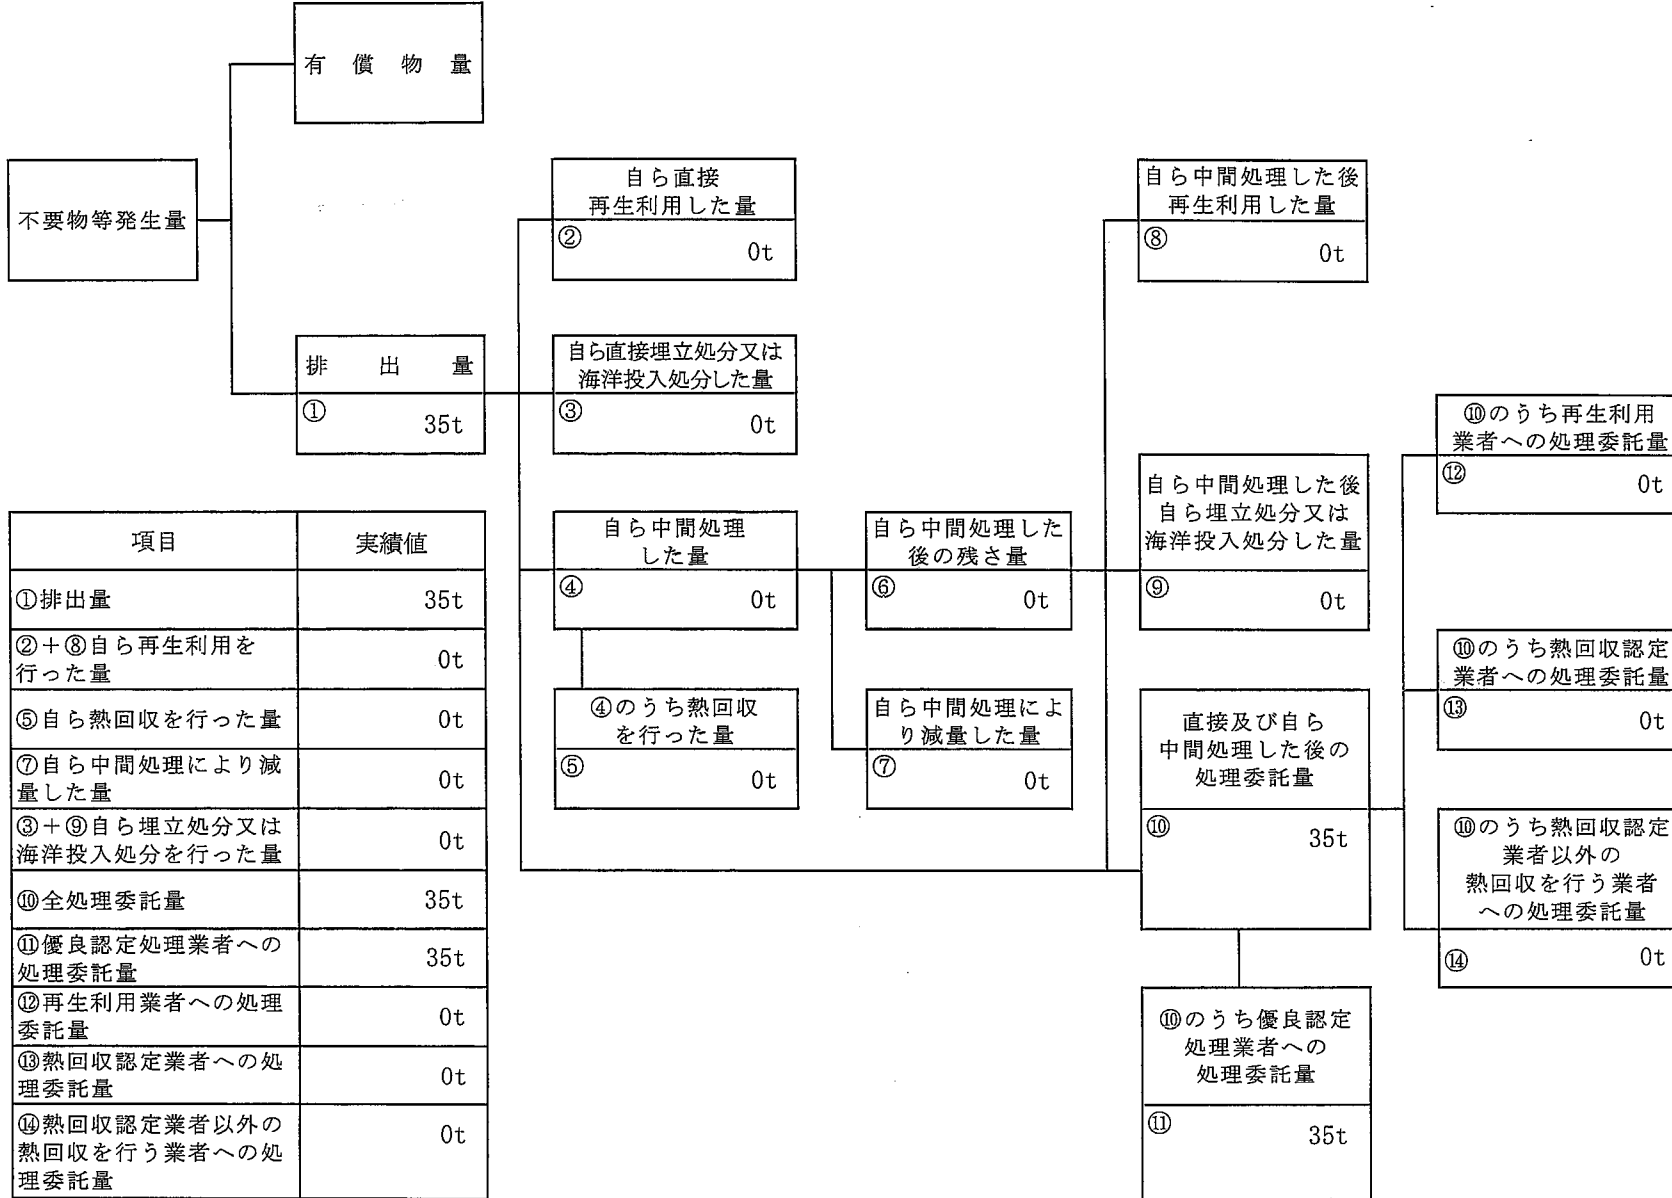 有償物量
不要物等発生量
自ら直接
再生利用した量
②
0t
自ら中間処理した後
再生利用した量
⑧
0t
排出量
①
35t
自ら直接埋立処分又は
海洋投入処分した量
③
0t
⑩のうち再生利用
業者への処理委託量
⑫
0t
自ら中間処理
した量
④
0t
自ら中間処理した
後の残さ量
⑥
0t
自ら中間処理した後
自ら埋立処分又は
海洋投入処分した量
⑨
0t
⑩のうち熱回収認定
業者への処理委託量
⑬
0t
④のうち熱回収
を行った量
⑤
0t
自ら中間処理によ
り減量した量
⑦
0t
直接及び自ら
中間処理した後の
処理委託量
⑩
35t
⑩のうち熱回収認定
業者以外の
熱回収を行う業者
への処理委託量
⑭
0t
⑩のうち優良認定
処理業者への
処理委託量
⑪
35t
項目 実績値
①排出量 35t
②+⑧自ら再生利用を
行った量 0t
⑤自ら熱回収を行った量 0t
⑦自ら中間処理により減
量した量 0t
③+⑨自ら埋立処分又は
海洋投入処分を行った量 0t
⑩全処理委託量 35t
⑪優良認定処理業者への
処理委託量 35t
⑫再生利用業者への処理
委託量 0t
⑬熱回収認定業者への処
理委託量 0t
⑭熱回収認定業者以外の
熱回収を行う業者への処
理委託量 0t